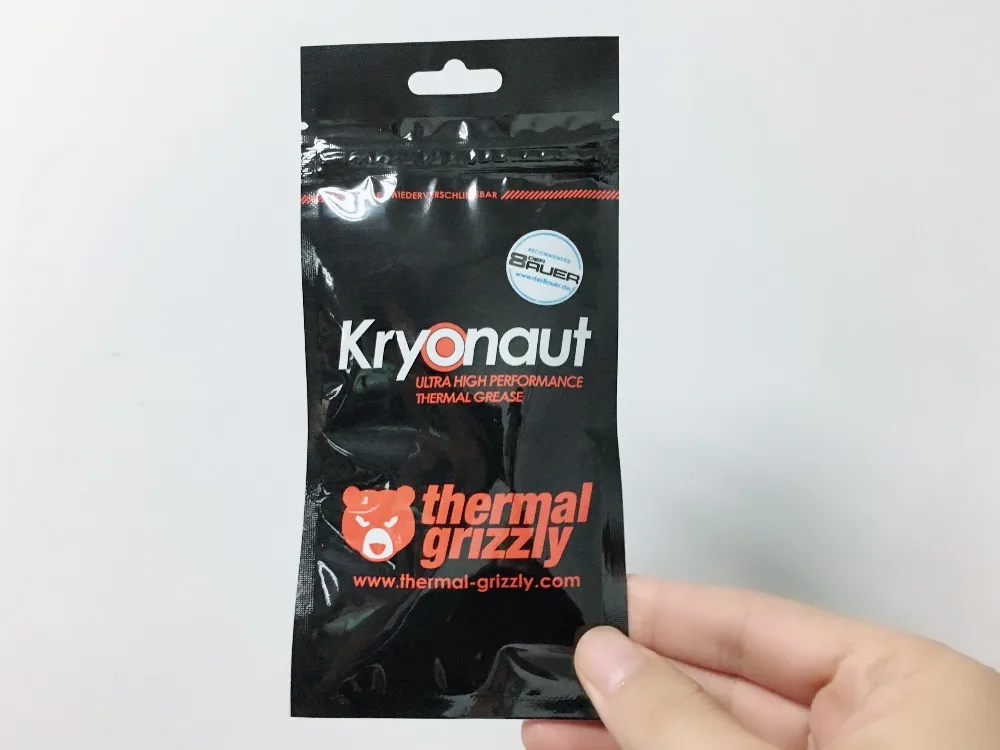 WIEDERVERSCHLIEßBAR
RECOMMENDED
DER
8AUER
www.der8auer.de
Kryonaut
ULTRA HIGH PERFORMANCE
THERMAL GREASE
thermal
grizzly
www.thermal-grizzly.com